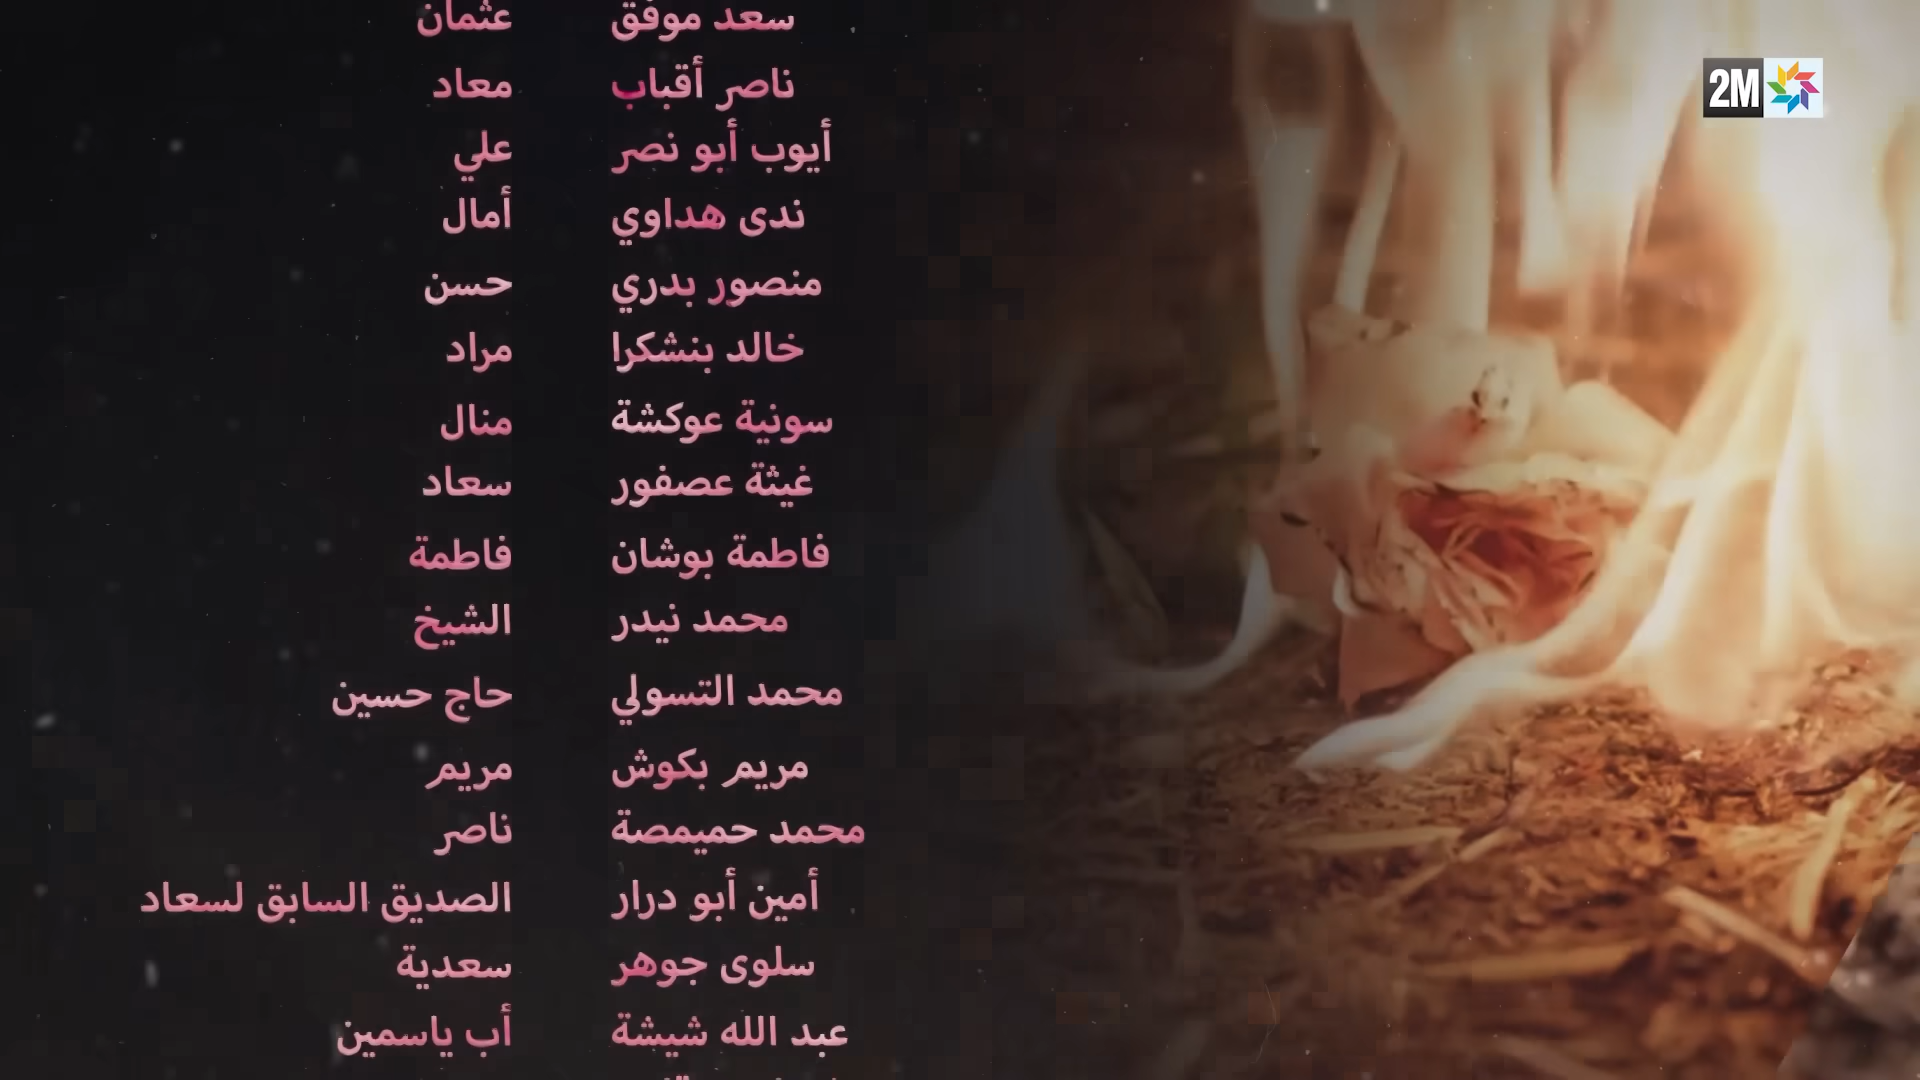 سعد موفق عثمان
2M
ناصر أقباب معاد
أيوب أبو نصر علي
ندى هداوي أمال
منصور بدري حسن
خالد بنشكرا مراد
سونية عوكشة منال
غيثة عصفور سعاد
فاطمة بوشان فاطمة
محمد نيدر الشيخ
محمد التسولي حاج حسين
مريم بكوش مريم
محمد حميمصة ناصر
أمين أبو درار الصديق السابق لسعاد
سلوى جوهر سعدية
عبد الله شيشة أب ياسمين